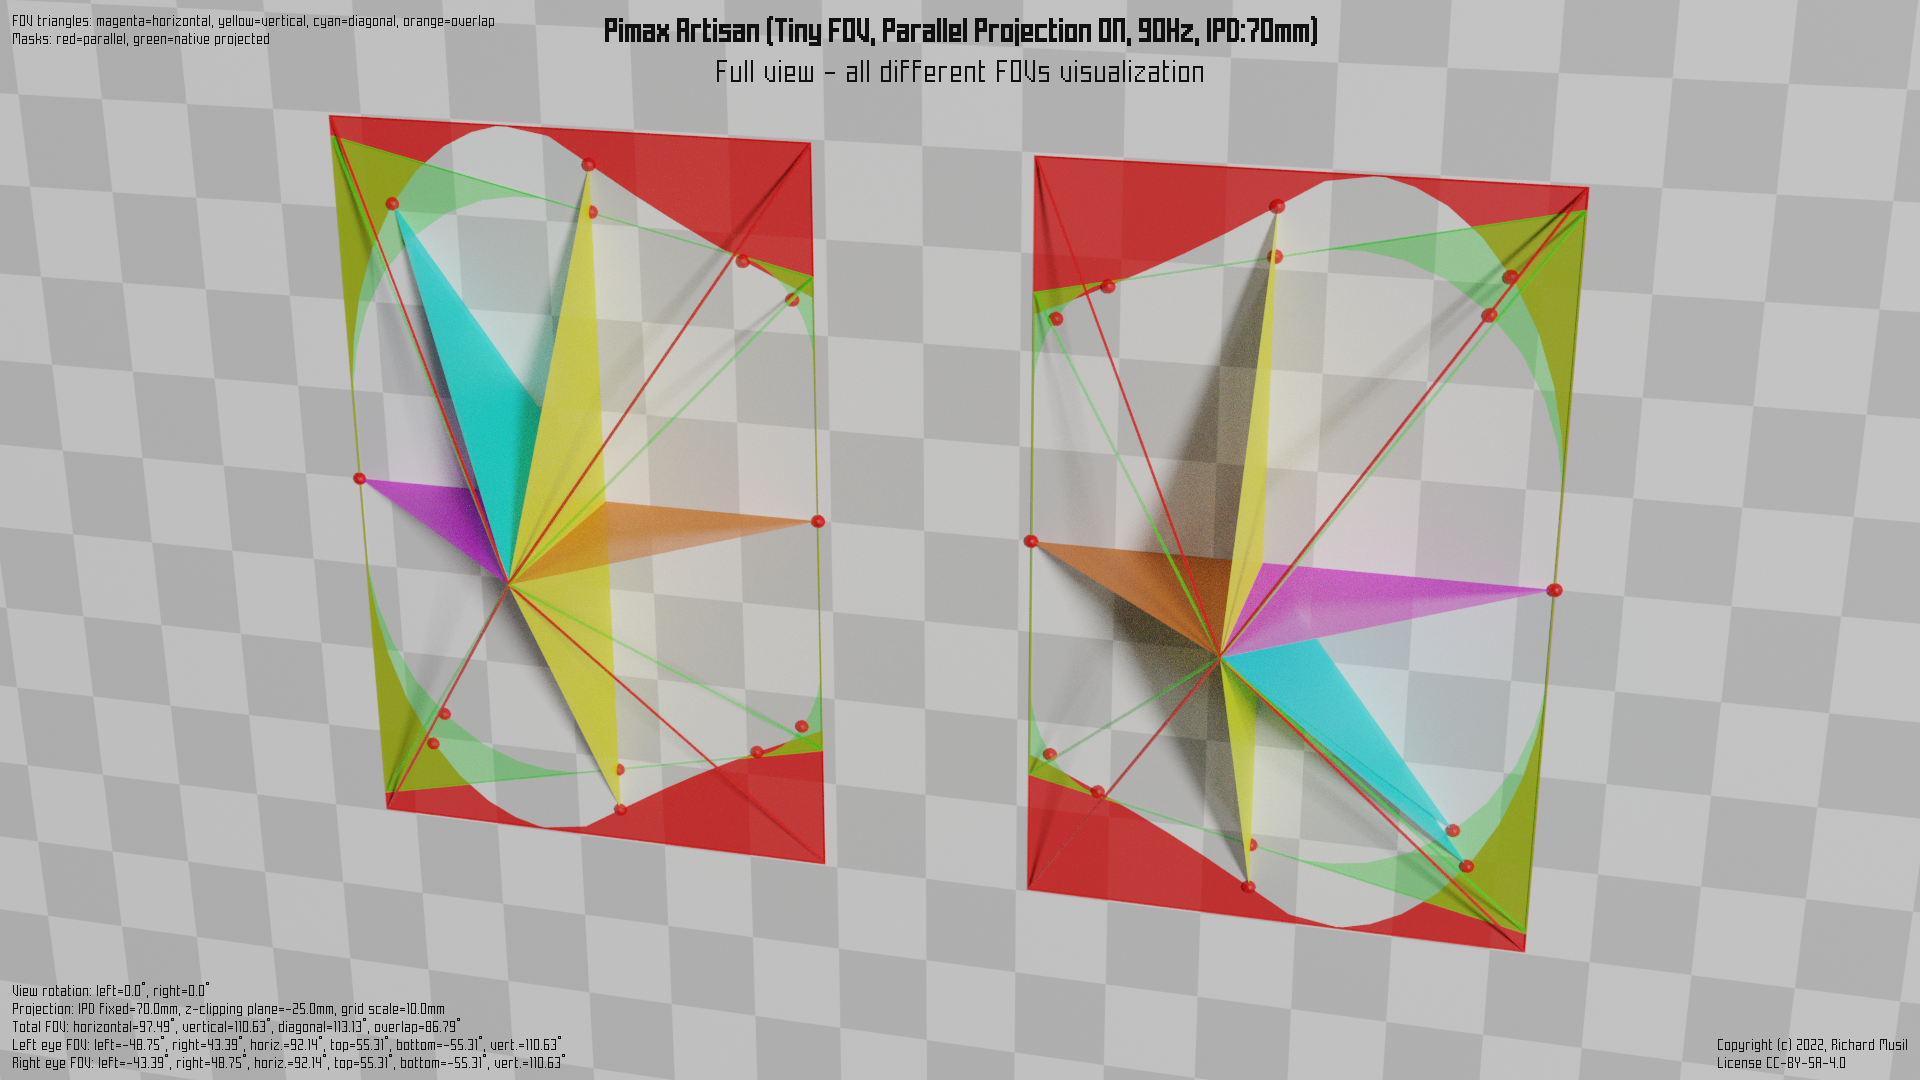 FOV triangles: magenta=horizontal, yellow=vertical, cyan=diagonal, orange=overlap
Masks: red=parallel, green=native projected
Pimax Artisan (Tiny FOV, Parallel Projection ON, 90Hz, IPD:70mm)
Full view - all different FOVs visualization
View rotation: left=0.0°, right=0.0°
Projection: IPD fixed=70.0mm, z-clipping plane=-25.0mm, grid scale=10.0mm
Total FOV: horizontal=97.49°, vertical=110.63°, diagonal=113.13°, overlap=86.79°
Left eye FOV: left=-48.75°, right=43.39°, horiz.=92.14°, top=55.31°, bottom=-55.31°, vert.=110.63°
Right eye FOV: left=-43.39°, right=48.75°, horiz.=92.14°, top=55.31°, bottom=-55.31°, vert.=110.63°
Copyright (c) 2022, Richard Musil
License CC-BY-SA-4.0